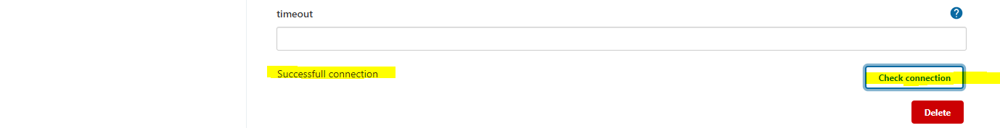 timeout
?
Successfull connection
Check connection
Delete